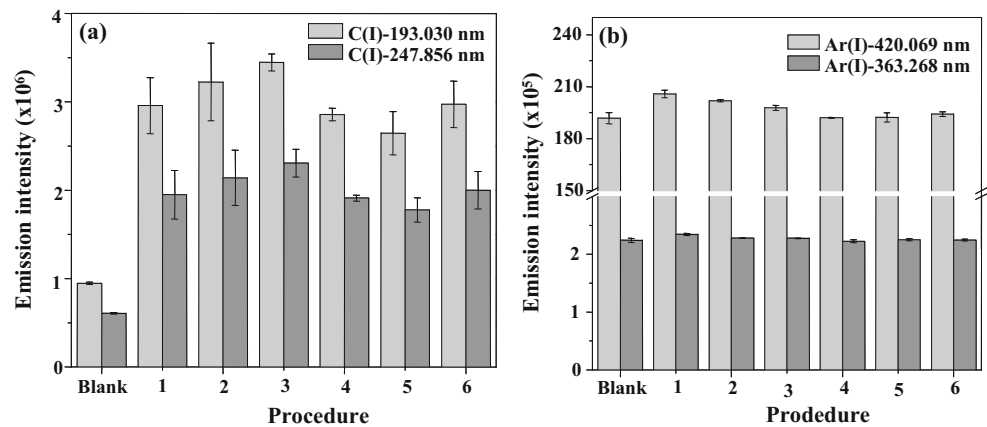 (a)
C(I)-193.030 nm
C(I)-247.856 nm
Emission intensity (x10⁶)
4
3
2
1
0
Blank 1 2 3 4 5 6
Procedure
(b)
Ar(I)-420.069 nm
Ar(I)-363.268 nm
Emission intensity (x10⁵)
240
210
180
150
2
1
0
Blank 1 2 3 4 5 6
Prodedure